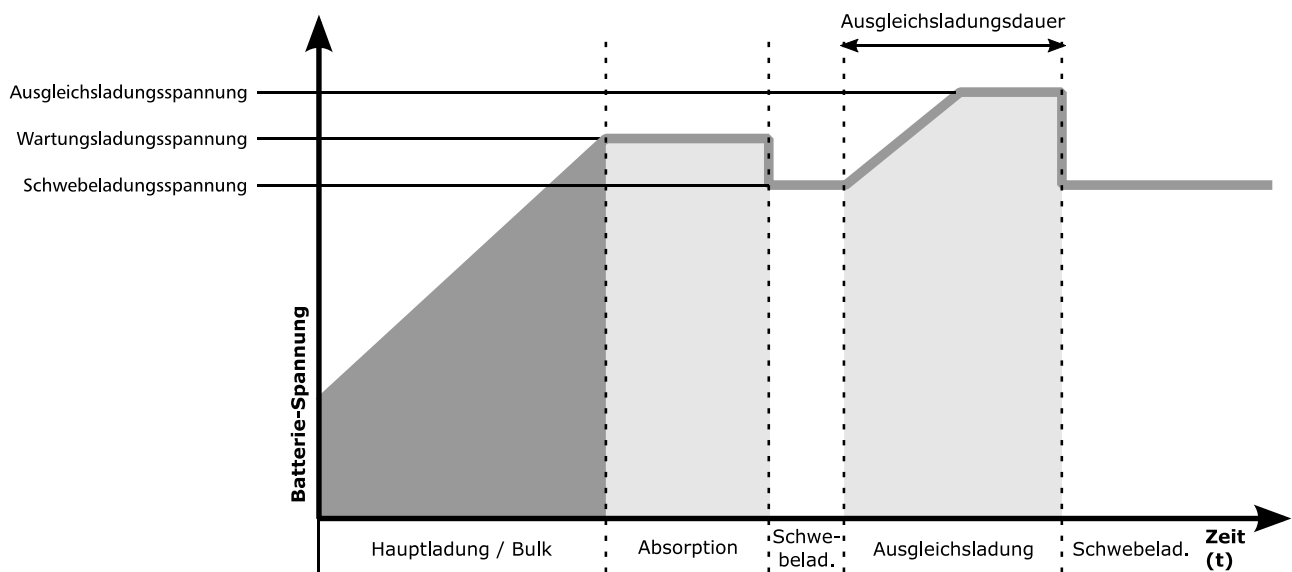 Ausgleichsladungsdauer
Ausgleichsladungsspannung
Wartungsladungsspannung
Schwebeladungsspannung
Batterie-Spannung
Hauptladung / Bulk
Absorption
Schwe-
belad.
Ausgleichsladung
Schwebelad.
Zeit
(t)